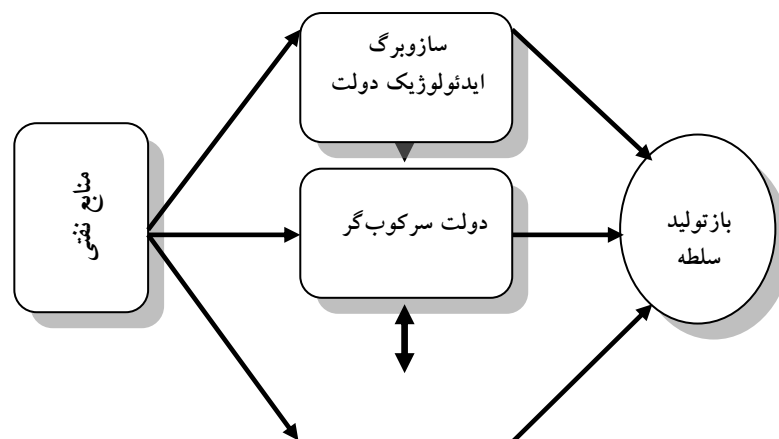 سازوبرگ
ایدئولوژیک دولت
منابع نفتی
دولت سرکوب‌گر
بازتولید
سلطه